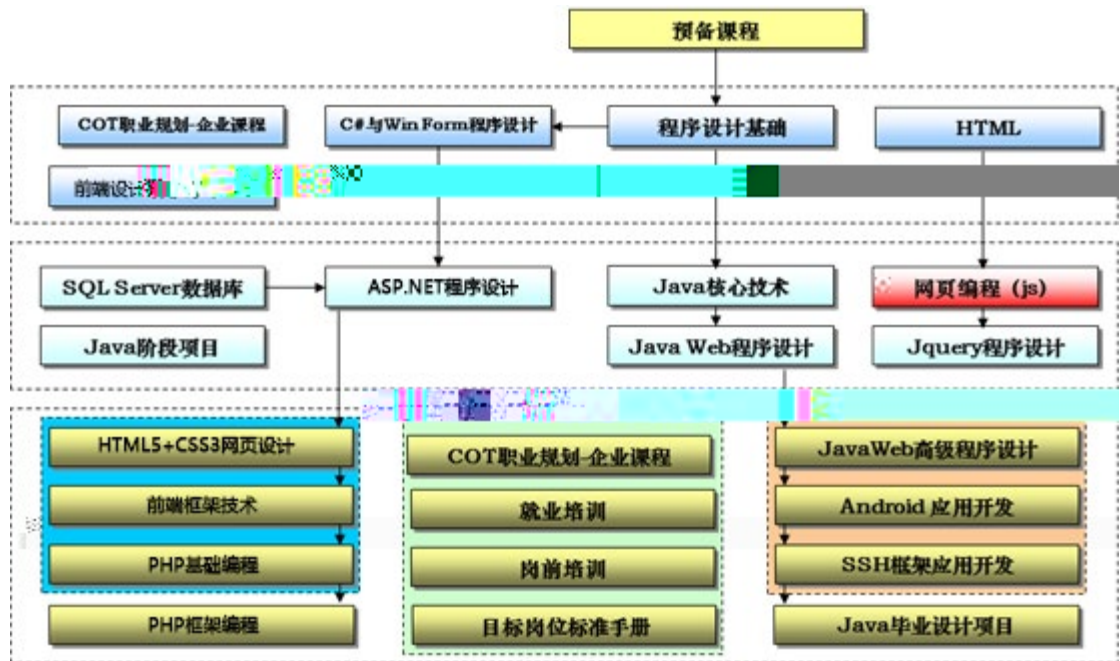 预备课程
COT职业规划-企业课程
C#与Win Form程序设计
程序设计基础
HTML
前端设计
SQL Server数据库
ASP.NET程序设计
Java核心技术
网页编程（js）
Java阶段项目
Java Web程序设计
Jquery程序设计
HTML5+CSS3网页设计
COT职业规划-企业课程
JavaWeb高级程序设计
前端框架技术
就业培训
Android 应用开发
PHP基础编程
岗前培训
SSH框架应用开发
PHP框架编程
目标岗位标准手册
Java毕业设计项目